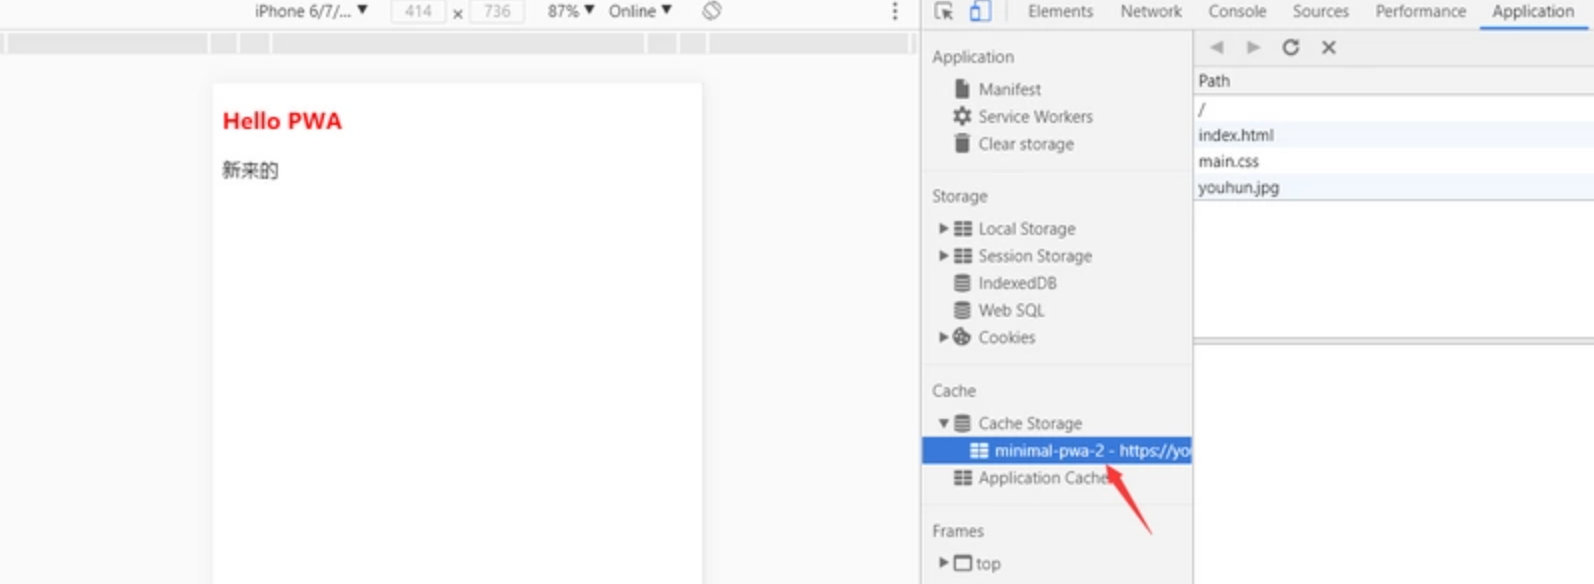 iPhone 6/7/... ▼ 414 × 736 87% ▼ Online ▼
Elements Network Console Sources Performance Application
Hello PWA
新来的
Application
Manifest
Service Workers
Clear storage
Storage
Local Storage
Session Storage
IndexedDB
Web SQL
Cookies
Cache
Cache Storage
minimal-pwa-2 - https://yo
Application Cache
Frames
top
Path
/
index.html
main.css
youhun.jpg